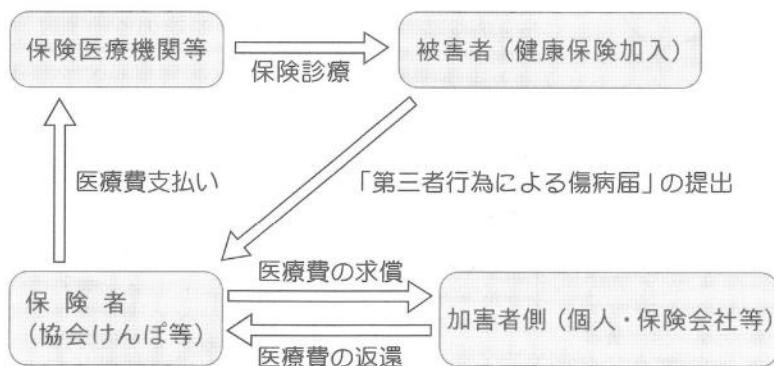 保険医療機関等
保険診療
被害者（健康保険加入）
医療費支払い
「第三者行為による傷病届」の提出
保険者
（協会けんぽ等）
医療費の求償
医療費の返還
加害者側（個人・保険会社等）